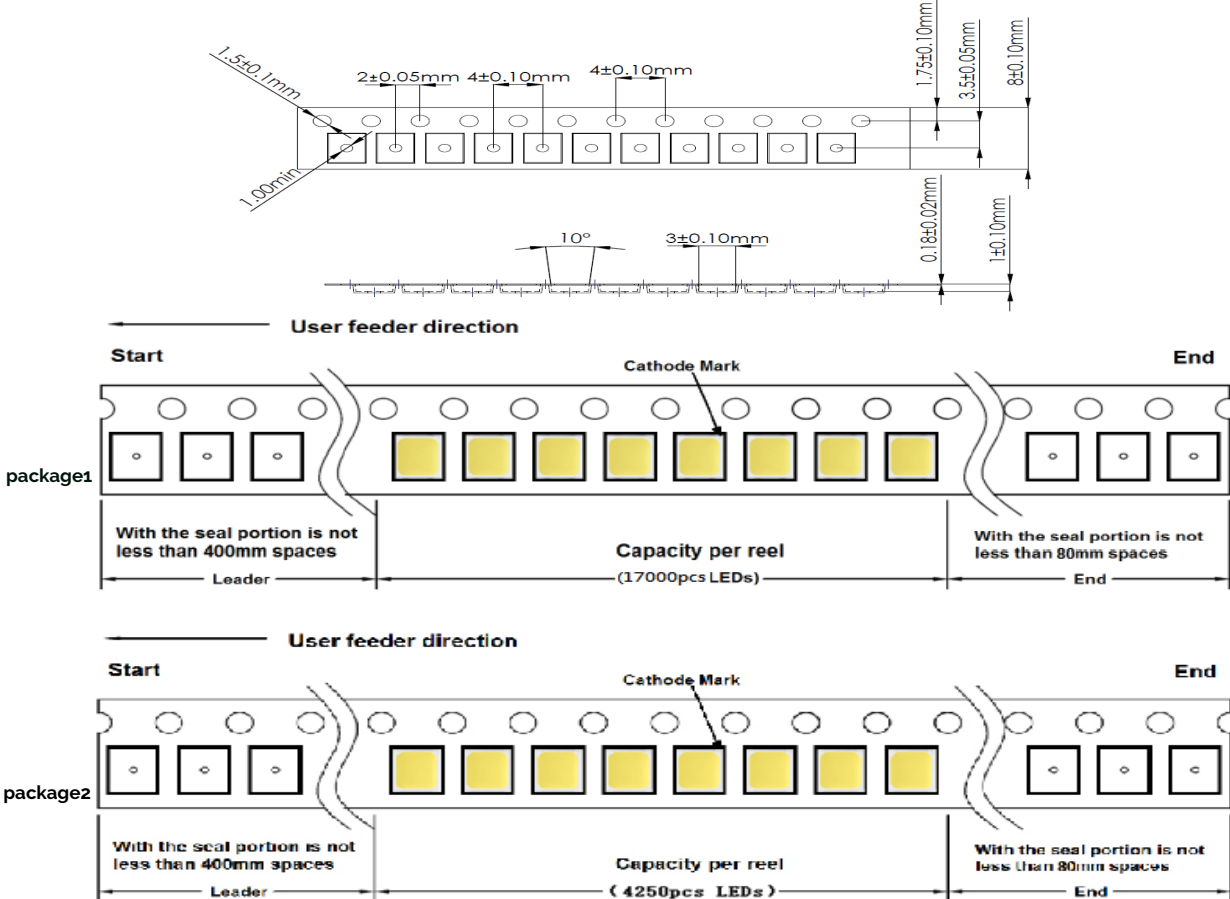 1.5±0.1mm
2±0.05mm
4±0.10mm
4±0.10mm
1.75±0.10mm
3.5±0.05mm
8±0.10mm
1.00min
10°
3±0.10mm
0.18±0.02mm
1±0.10mm
User feeder direction
Start
Cathode Mark
End
package1
With the seal portion is not
less than 400mm spaces
Capacity per reel
With the seal portion is not
less than 80mm spaces
Leader
(17000pcs LEDs)
End
User feeder direction
Start
Cathode Mark
End
package2
With the seal portion is not
less than 400mm spaces
Capacity per reel
With the seal portion is not
less than 80mm spaces
Leader
(4250pcs LEDs)
End